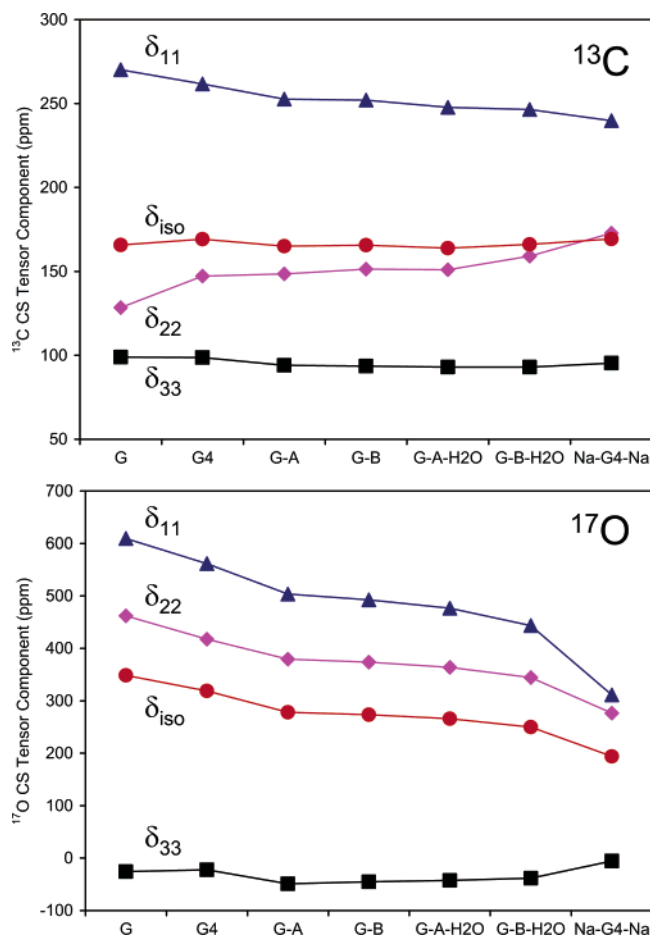 300
250
200
150
100
50
¹³C CS Tensor Component (ppm)
¹³C
δ₁₁
δiso
δ₂₂
δ₃₃
G G4 G-A G-B G-A-H2O G-B-H2O Na-G4-Na
700
600
500
400
300
200
100
0
-100
¹⁷O CS Tensor Component (ppm)
¹⁷O
δ₁₁
δ₂₂
δiso
δ₃₃
G G4 G-A G-B G-A-H2O G-B-H2O Na-G4-Na